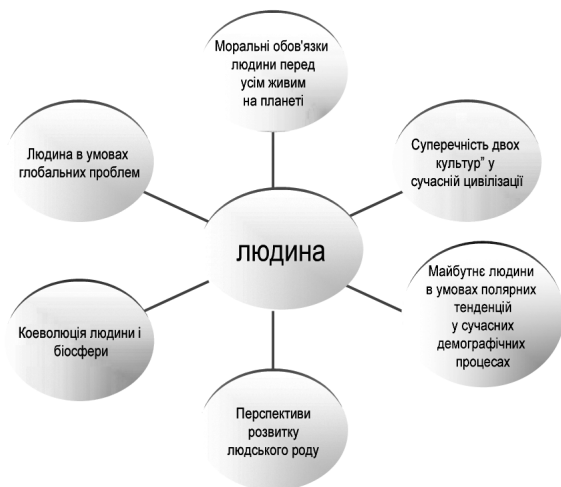 Моральні обов'язки
людини перед
усім живим
на планеті
Людина в умовах
глобальних проблем
Суперечність двох
культур" у
сучасній цивілізації
людина
Майбутнє людини
в умовах полярних
тенденцій
у сучасних
демографічних
процесах
Коеволюція людини і
біосфери
Перспективи
розвитку
людського роду